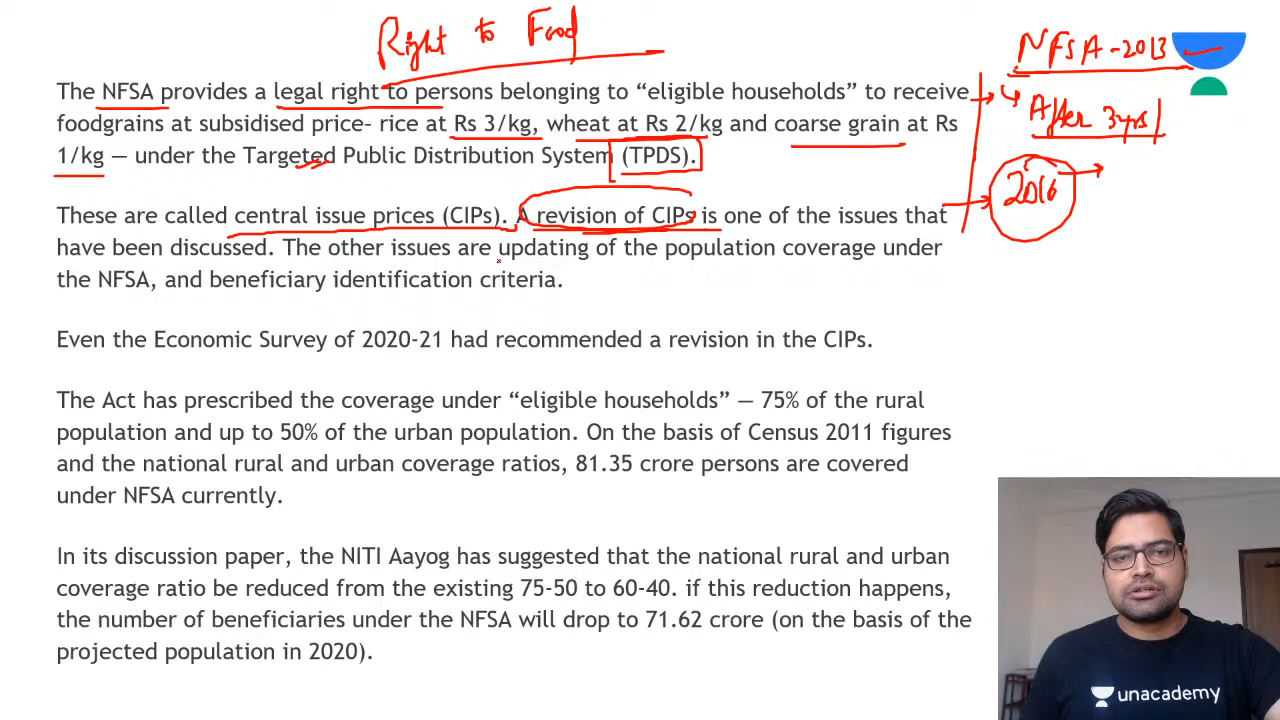 Right to Food
NFSA-2013
After 3yrs
2016
The NFSA provides a legal right to persons belonging to “eligible households” to receive
foodgrains at subsidised price- rice at Rs 3/kg, wheat at Rs 2/kg and coarse grain at Rs
1/kg — under the Targeted Public Distribution System (TPDS).
These are called central issue prices (CIPs). A revision of CIPs is one of the issues that
have been discussed. The other issues are updating of the population coverage under
the NFSA, and beneficiary identification criteria.
Even the Economic Survey of 2020-21 had recommended a revision in the CIPs.
The Act has prescribed the coverage under “eligible households” — 75% of the rural
population and up to 50% of the urban population. On the basis of Census 2011 figures
and the national rural and urban coverage ratios, 81.35 crore persons are covered
under NFSA currently.
In its discussion paper, the NITI Aayog has suggested that the national rural and urban
coverage ratio be reduced from the existing 75-50 to 60-40. if this reduction happens,
the number of beneficiaries under the NFSA will drop to 71.62 crore (on the basis of the
projected population in 2020).
unacademy